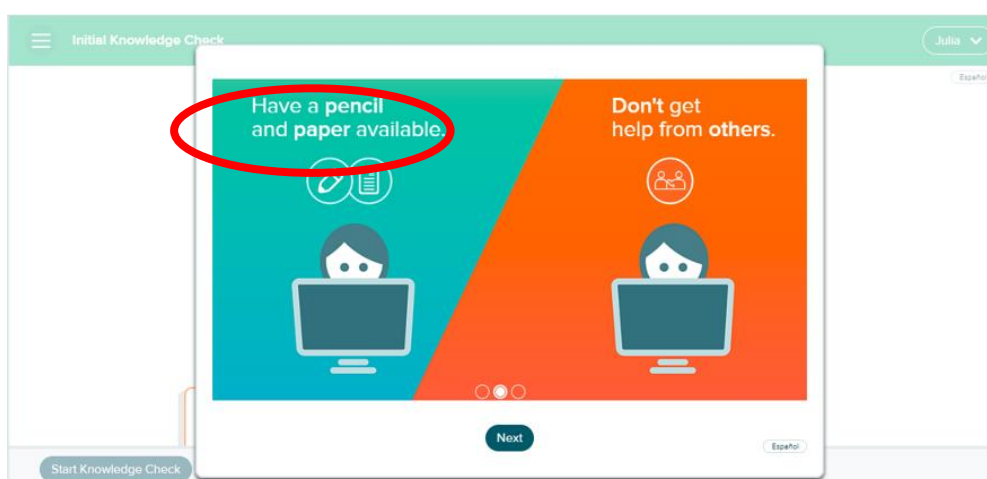 Initial Knowledge Check
Julia
Español
Have a pencil
and paper available.
Don't get
help from others.
Next
Español
Start Knowledge Check